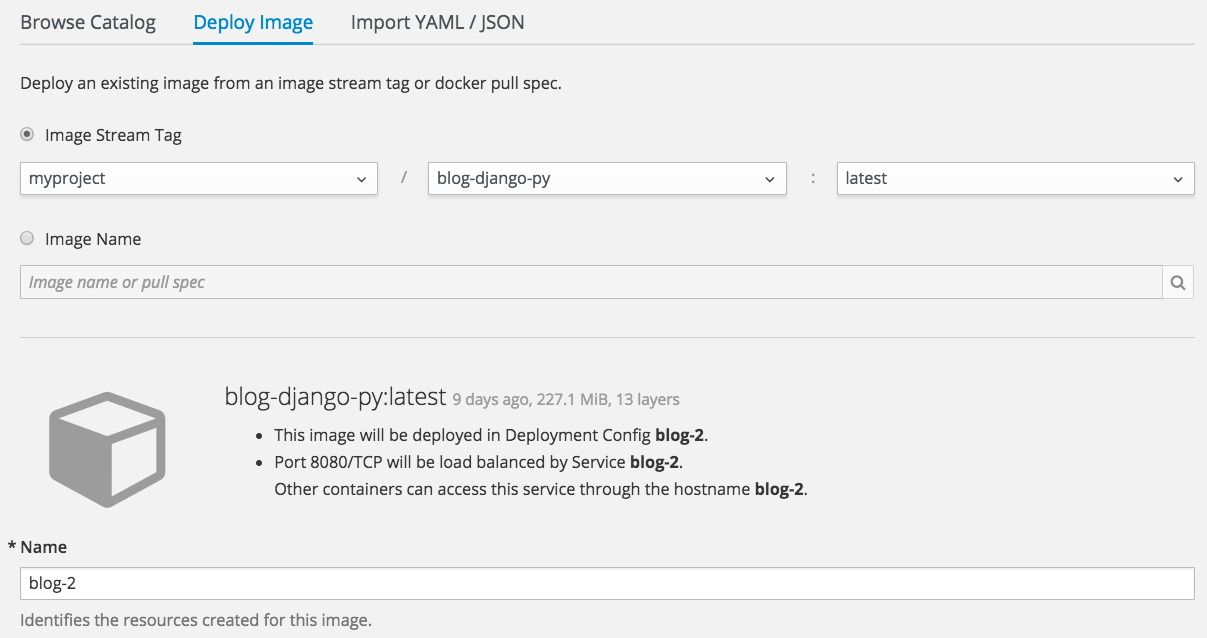 Browse Catalog Deploy Image Import YAML / JSON
Deploy an existing image from an image stream tag or docker pull spec.
Image Stream Tag
myproject / blog-django-py : latest
Image Name
Image name or pull spec
blog-django-py:latest 9 days ago, 227.1 MiB, 13 layers
• This image will be deployed in Deployment Config blog-2.
• Port 8080/TCP will be load balanced by Service blog-2.
Other containers can access this service through the hostname blog-2.
* Name
blog-2
Identifies the resources created for this image.